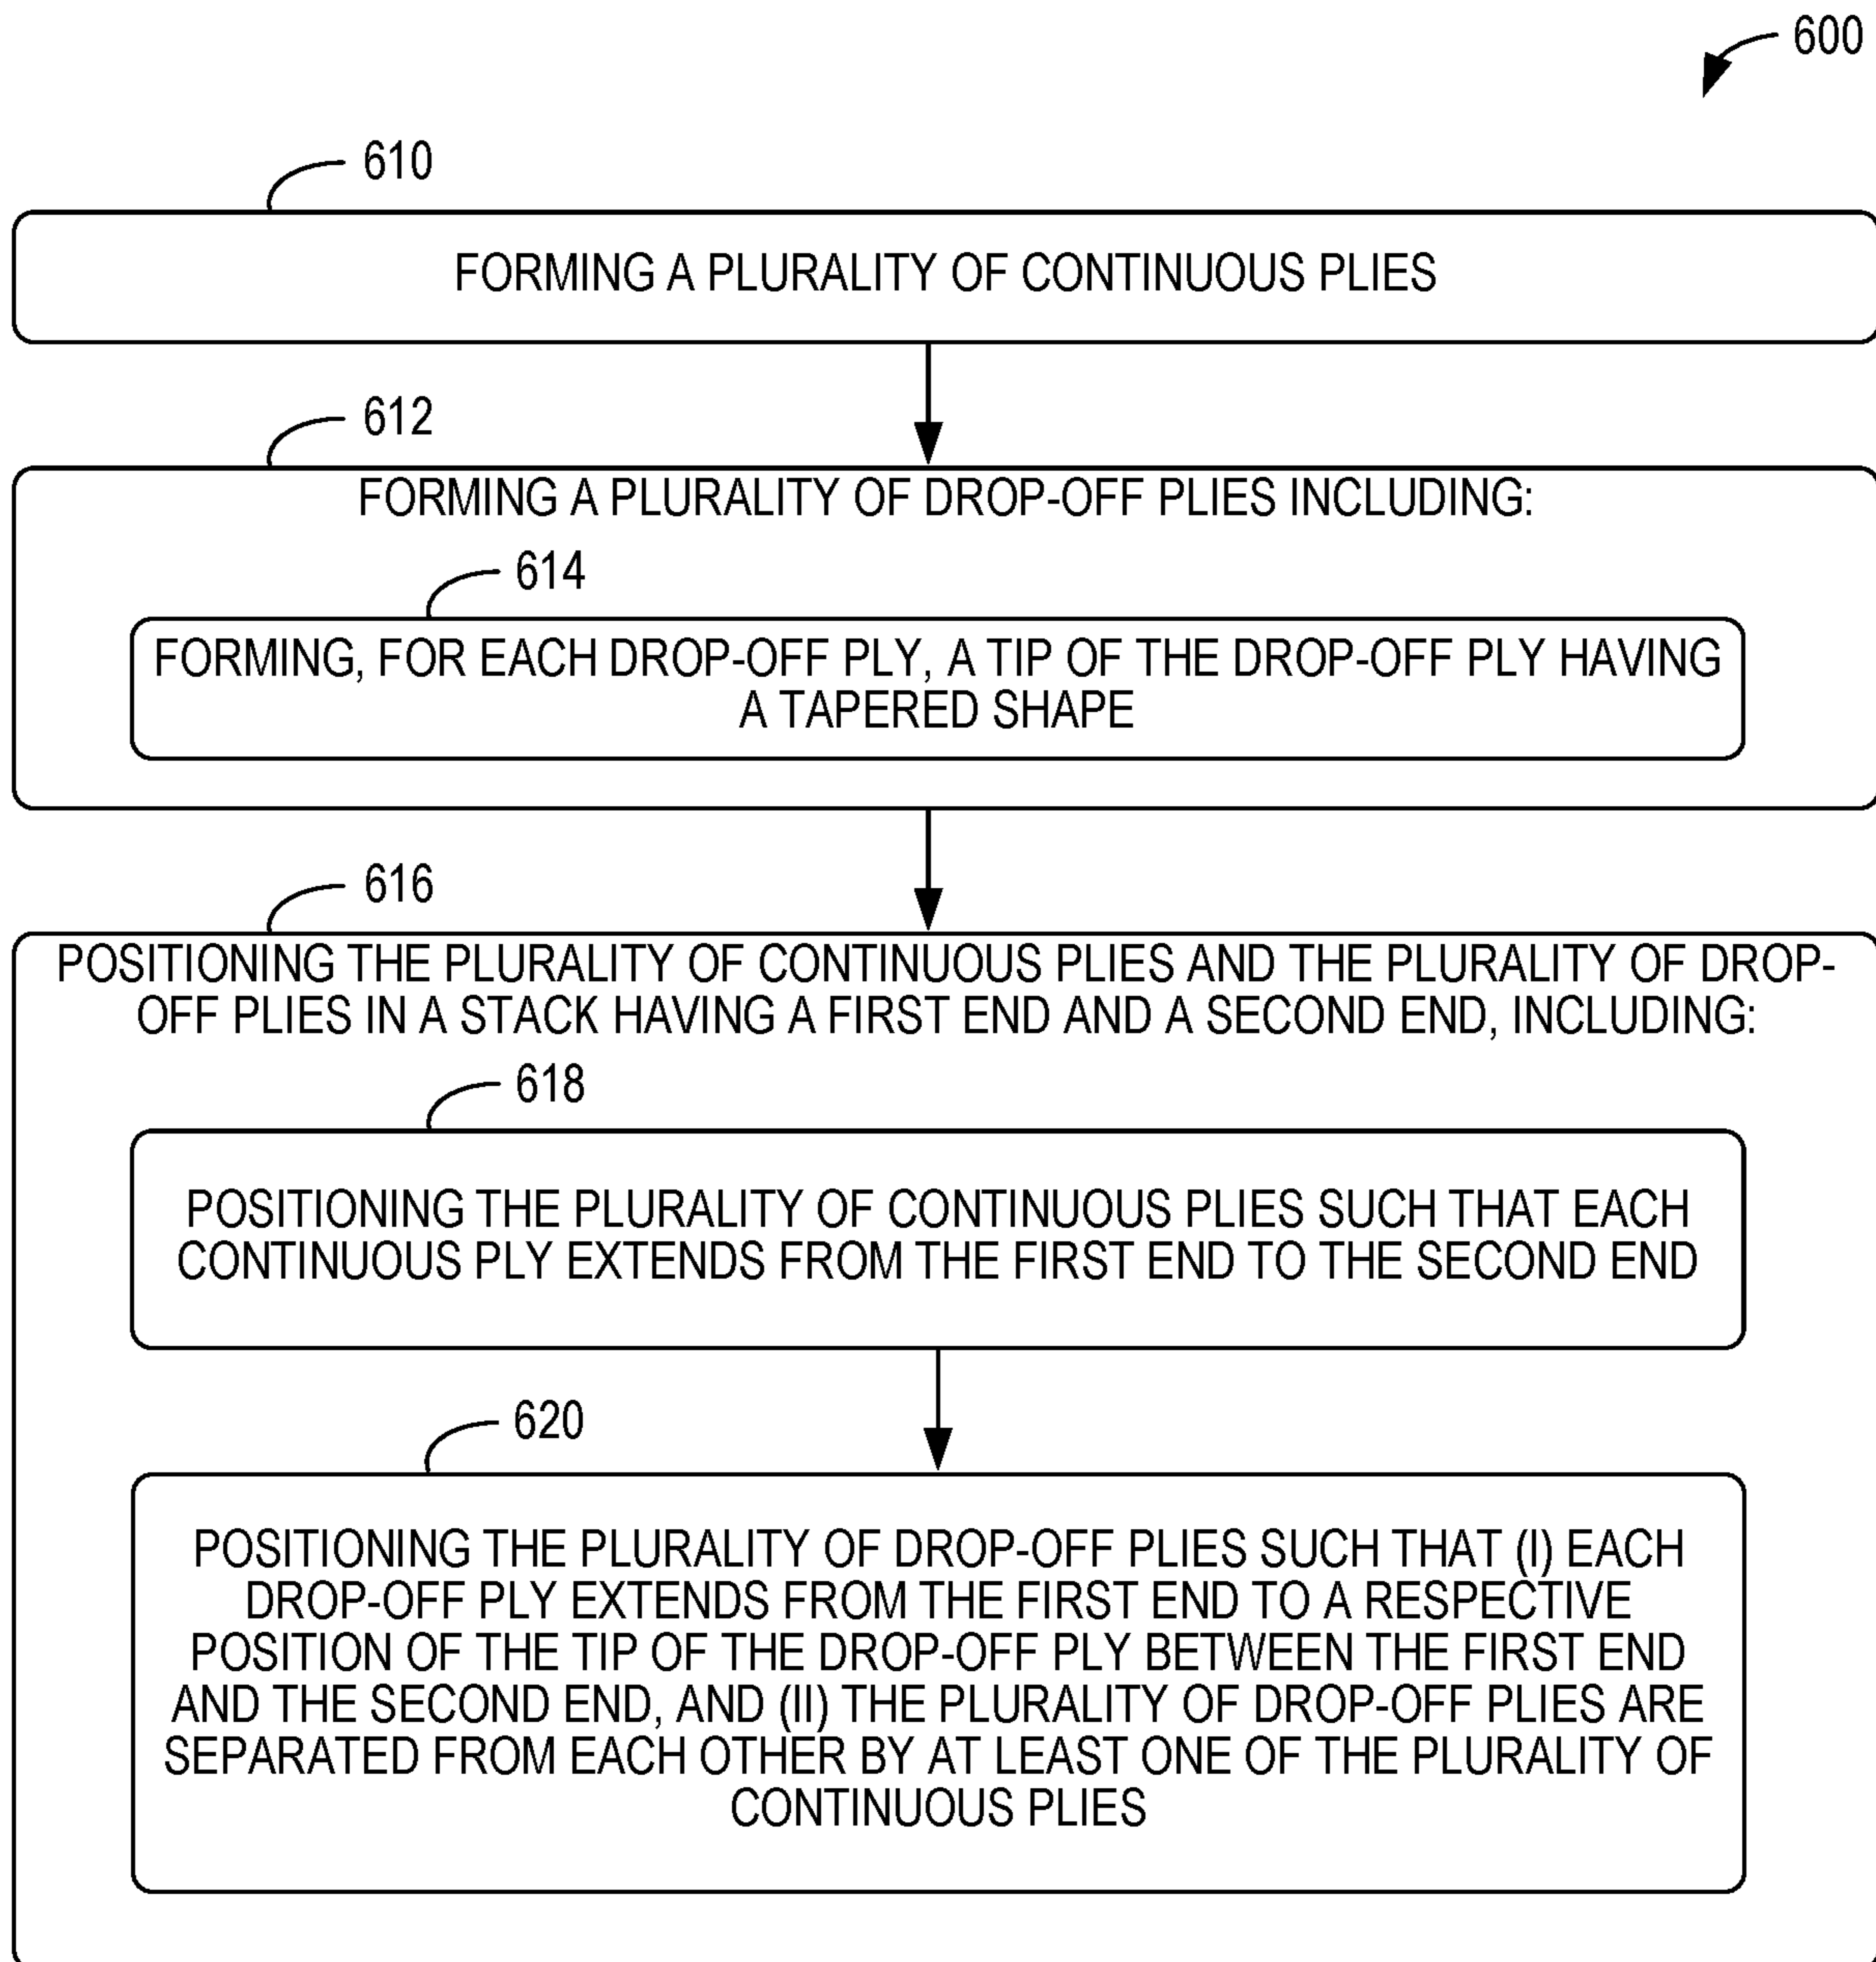 600
610
FORMING A PLURALITY OF CONTINUOUS PLIES
612
FORMING A PLURALITY OF DROP-OFF PLIES INCLUDING:
614
FORMING, FOR EACH DROP-OFF PLY, A TIP OF THE DROP-OFF PLY HAVING
A TAPERED SHAPE
616
POSITIONING THE PLURALITY OF CONTINUOUS PLIES AND THE PLURALITY OF DROP-
OFF PLIES IN A STACK HAVING A FIRST END AND A SECOND END, INCLUDING:
618
POSITIONING THE PLURALITY OF CONTINUOUS PLIES SUCH THAT EACH
CONTINUOUS PLY EXTENDS FROM THE FIRST END TO THE SECOND END
620
POSITIONING THE PLURALITY OF DROP-OFF PLIES SUCH THAT (I) EACH
DROP-OFF PLY EXTENDS FROM THE FIRST END TO A RESPECTIVE
POSITION OF THE TIP OF THE DROP-OFF PLY BETWEEN THE FIRST END
AND THE SECOND END, AND (II) THE PLURALITY OF DROP-OFF PLIES ARE
SEPARATED FROM EACH OTHER BY AT LEAST ONE OF THE PLURALITY OF
CONTINUOUS PLIES